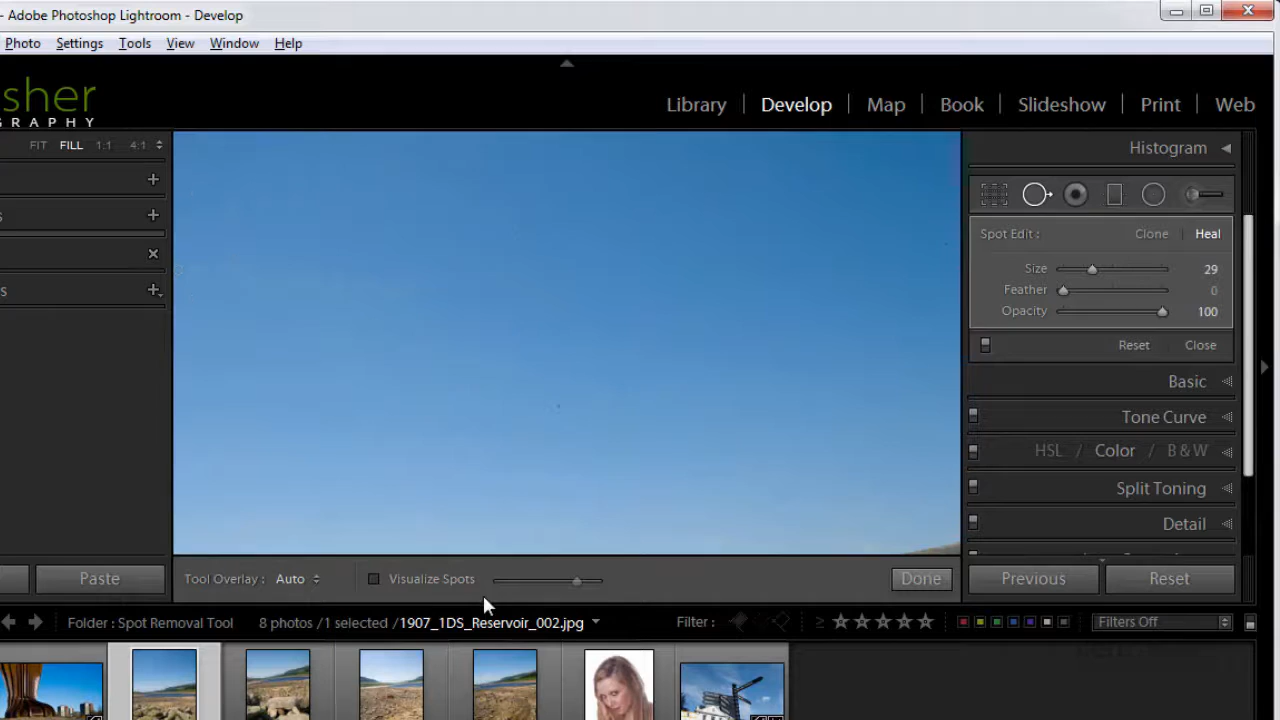 - Adobe Photoshop Lightroom - Develop
Photo Settings Tools View Window Help
sher
GRAPHY
Library | Develop | Map | Book | Slideshow | Print | Web
FIT FILL 1:1 4:1
Histogram
Spot Edit : Clone | Heal
Size 29
Feather 0
Opacity 100
Reset Close
Basic
Tone Curve
HSL / Color / B & W
Split Toning
Detail
Paste
Tool Overlay : Auto Visualize Spots Done
Previous Reset
Folder : Spot Removal Tool 8 photos / 1 selected / 1907_1DS_Reservoir_002.jpg Filter : ≥ ★★★★★ Filters Off